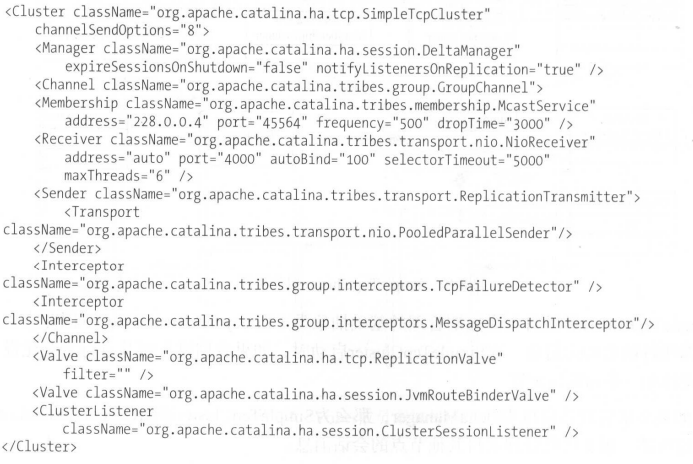 <Cluster className="org.apache.catalina.ha.tcp.SimpleTcpCluster"
channelSendOptions="8">
<Manager className="org.apache.catalina.ha.session.DeltaManager"
expireSessionsOnShutdown="false" notifyListenersOnReplication="true" />
<Channel className="org.apache.catalina.tribes.group.GroupChannel">
<Membership className="org.apache.catalina.tribes.membership.McastService"
address="228.0.0.4" port="45564" frequency="500" dropTime="3000" />
<Receiver className="org.apache.catalina.tribes.transport.nio.NioReceiver"
address="auto" port="4000" autoBind="100" selectorTimeout="5000"
maxThreads="6" />
<Sender className="org.apache.catalina.tribes.transport.ReplicationTransmitter">
<Transport
className="org.apache.catalina.tribes.transport.nio.PooledParallelSender"/>
</Sender>
<Interceptor
className="org.apache.catalina.tribes.group.interceptors.TcpFailureDetector" />
<Interceptor
className="org.apache.catalina.tribes.group.interceptors.MessageDispatchInterceptor"/>
</Channel>
<Valve className="org.apache.catalina.ha.tcp.ReplicationValve"
filter="" />
<Valve className="org.apache.catalina.ha.session.JvmRouteBinderValve" />
<ClusterListener
className="org.apache.catalina.ha.session.ClusterSessionListener" />
</Cluster>